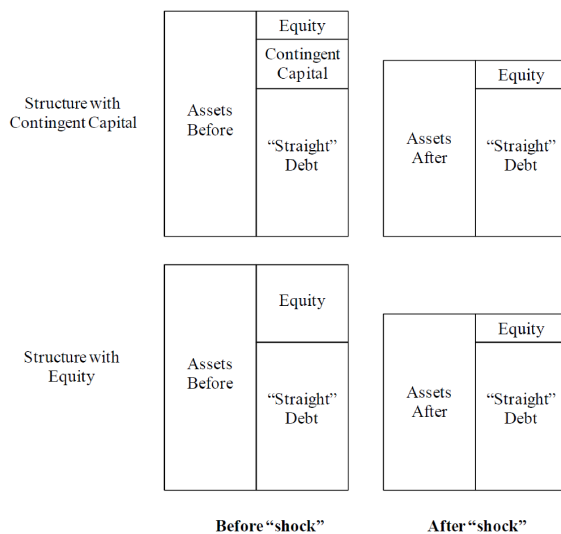 Structure with
Contingent Capital
Assets
Before
Equity
Contingent
Capital
“Straight”
Debt
Assets
After
Equity
“Straight”
Debt
Structure with
Equity
Assets
Before
Equity
“Straight”
Debt
Assets
After
Equity
“Straight”
Debt
Before “shock”
After “shock”